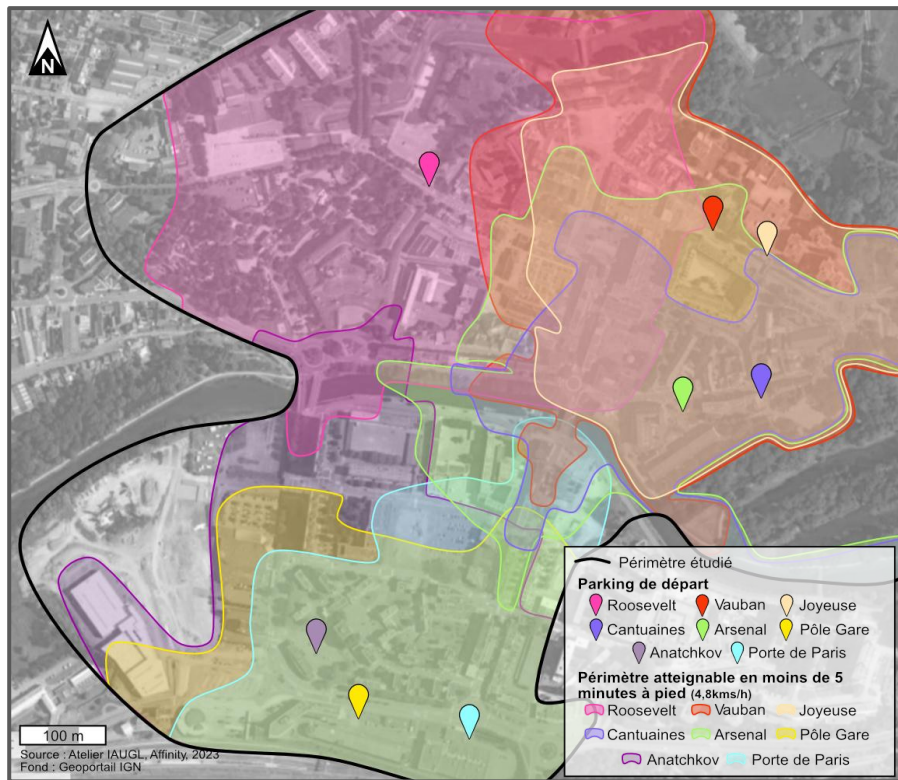 N
Périmètre étudié
Parking de départ
Roosevelt Vauban Joyeuse
Cantuaines Arsenal Pôle Gare
Anatchkov Porte de Paris
Périmètre atteignable en moins de 5
minutes à pied (4,8kms/h)
Roosevelt Vauban Joyeuse
Cantuaines Arsenal Pôle Gare
Anatchkov Porte de Paris
100 m
Source : Atelier IAUGL, Affinity, 2023
Fond : Geoportail IGN